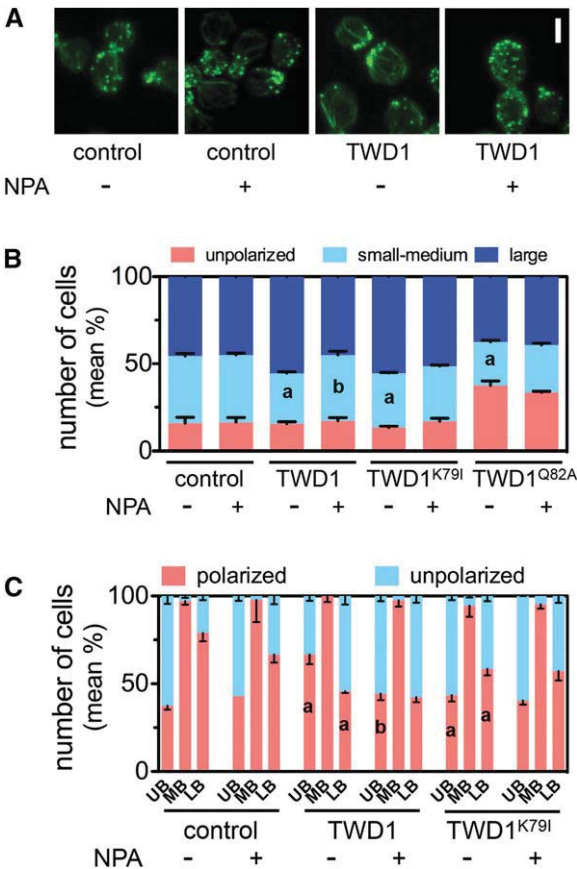 A
control control TWD1 TWD1
NPA - + - +
B
unpolarized small-medium large
number of cells
(mean %)
100
50
0
a b a a
control TWD1 TWD1K79I TWD1Q82A
NPA - + - + - + - +
C
polarized unpolarized
number of cells
(mean %)
100
50
0
a a b a a
UB MB LB UB MB LB UB MB LB UB MB LB UB MB LB UB MB LB
control TWD1 TWD1K79I
NPA - + - + - +